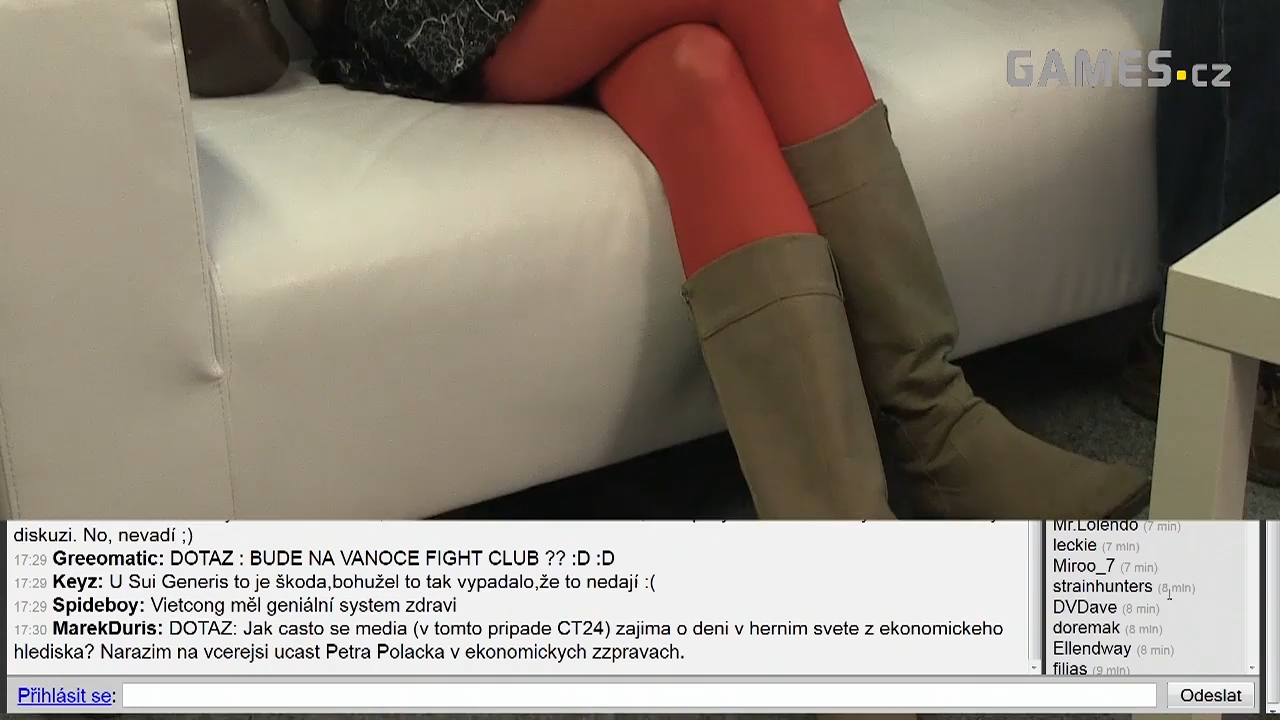 GAMES.cz
diskuzi. No, nevadí ;)
17:29 Greeomatic: DOTAZ : BUDE NA VANOCE FIGHT CLUB ?? :D :D
17:29 Keyz: U Sui Generis to je škoda,bohužel to tak vypadalo,že to nedají :(
17:29 Spideboy: Vietcong měl geniální system zdravi
17:30 MarekDuris: DOTAZ: Jak casto se media (v tomto pripade CT24) zajima o deni v hernim svete z ekonomickeho
hlediska? Narazim na vcerejsi ucast Petra Polacka v ekonomickych zzpravach.
Mr.Lolendo (7 min)
leckie (7 min)
Miroo_7 (7 min)
strainhunters (8 min)
DVDave (8 min)
doremak (8 min)
Ellendway (8 min)
filias (9 min)
Přihlásit se:
Odeslat